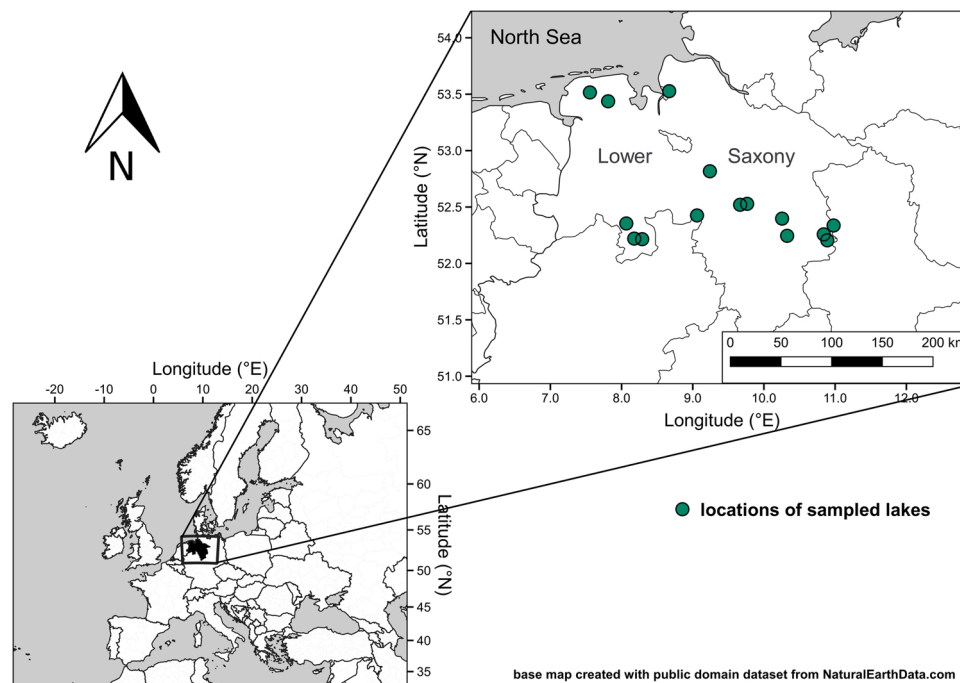 North Sea
54.0
53.5
53.0
52.5
52.0
51.5
51.0
Latitude (°N)
Lower Saxony
0 50 100 150 200 km
6.0 7.0 8.0 9.0 10.0 11.0 12.0
Longitude (°E)
N
Longitude (°E)
-20 -10 0 10 20 30 40 50
65
60
55
50
45
40
35
Latitude (°N)
locations of sampled lakes
base map created with public domain dataset from NaturalEarthData.com